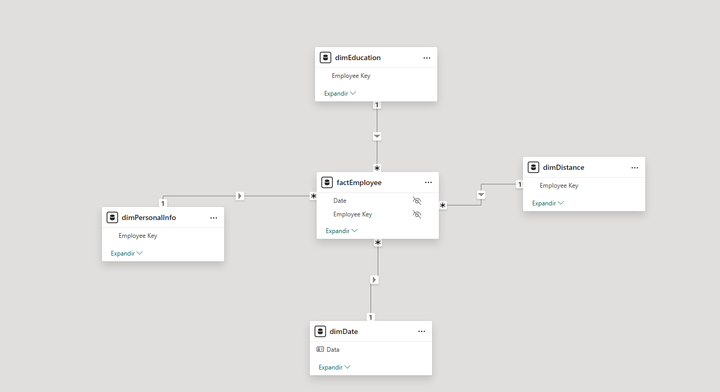 dimEducation
Employee Key
Expandir
1
*
factEmployee
Date
Employee Key
Expandir
*
1
dimPersonalInfo
Employee Key
Expandir
*
1
dimDistance
Employee Key
Expandir
*
1
dimDate
Data
Expandir